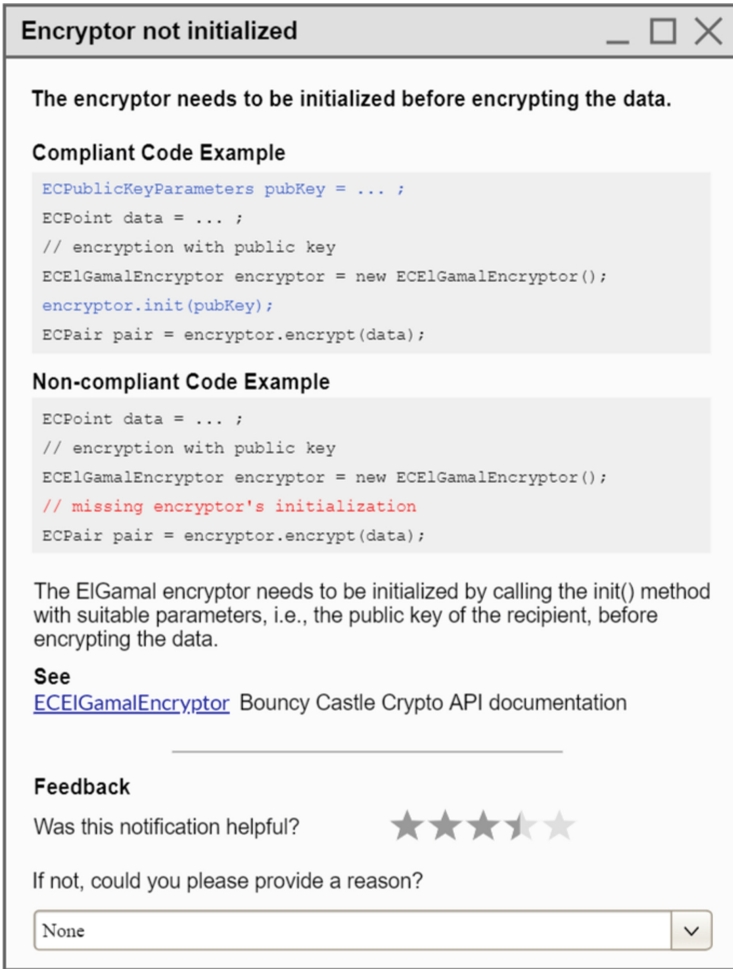 Encryptor not initialized
The encryptor needs to be initialized before encrypting the data.
Compliant Code Example
ECPublicKeyParameters pubKey = ... ;
ECPoint data = ... ;
// encryption with public key
ECElGamalEncryptor encryptor = new ECElGamalEncryptor();
encryptor.init(pubKey);
ECPair pair = encryptor.encrypt(data);
Non-compliant Code Example
ECPoint data = ... ;
// encryption with public key
ECElGamalEncryptor encryptor = new ECElGamalEncryptor();
// missing encryptor's initialization
ECPair pair = encryptor.encrypt(data);
The ElGamal encryptor needs to be initialized by calling the init() method
with suitable parameters, i.e., the public key of the recipient, before
encrypting the data.
See
ECElGamalEncryptor Bouncy Castle Crypto API documentation
Feedback
Was this notification helpful?
If not, could you please provide a reason?
None